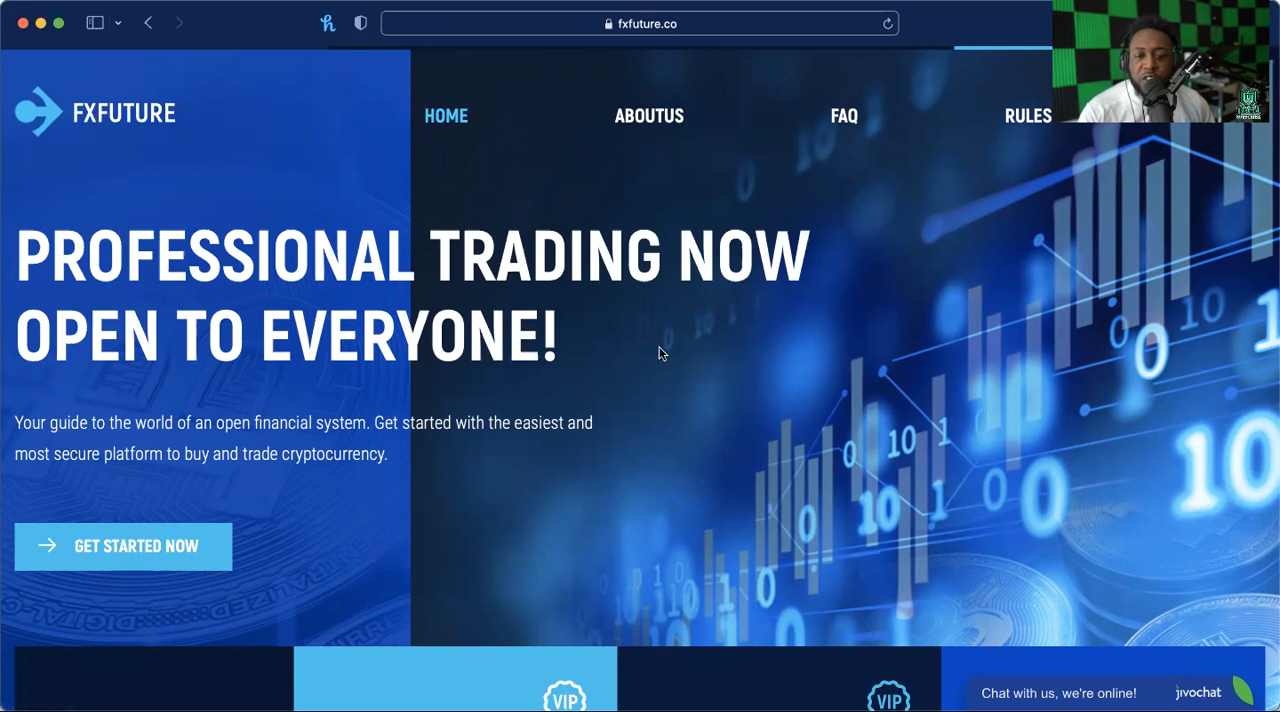 fxfuture.co
FXFUTURE
HOME
ABOUTUS
FAQ
RULES
PROFESSIONAL TRADING NOW
OPEN TO EVERYONE!
Your guide to the world of an open financial system. Get started with the easiest and
most secure platform to buy and trade cryptocurrency.
GET STARTED NOW
VIP
VIP
Chat with us, we're online!
jivochat